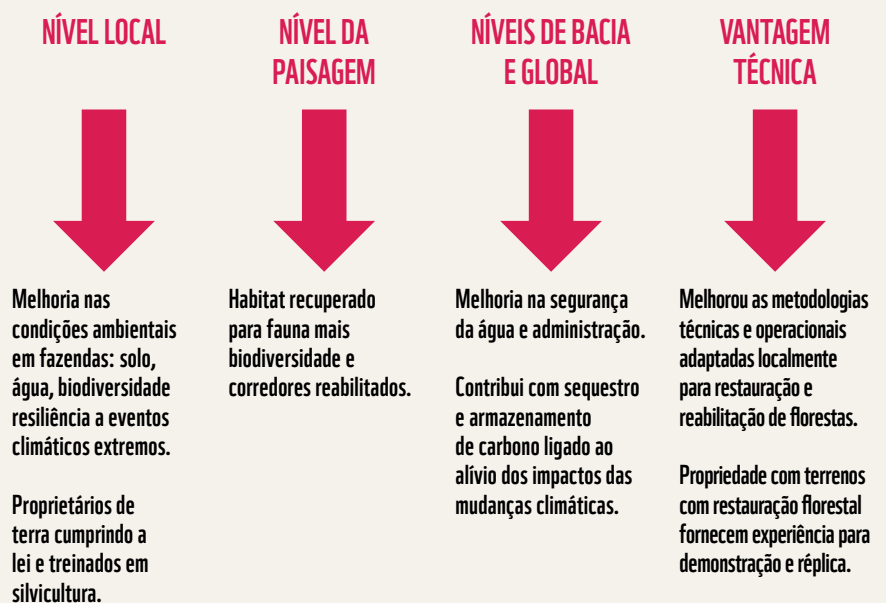 NÍVEL LOCAL
Melhoria nas
condições ambientais
em fazendas: solo,
água, biodiversidade
resiliência a eventos
climáticos extremos.
Proprietários de
terra cumprindo a
lei e treinados em
silvicultura.
NÍVEL DA
PAISAGEM
Habitat recuperado
para fauna mais
biodiversidade e
corredores reabilitados.
NÍVEIS DE BACIA
E GLOBAL
Melhoria na segurança
da água e administração.
Contribui com sequestro
e armazenamento
de carbono ligado ao
alívio dos impactos das
mudanças climáticas.
VANTAGEM
TÉCNICA
Melhorou as metodologias
técnicas e operacionais
adaptadas localmente
para restauração e
reabilitação de florestas.
Propriedade com terrenos
com restauração florestal
fornecem experiência para
demonstração e réplica.